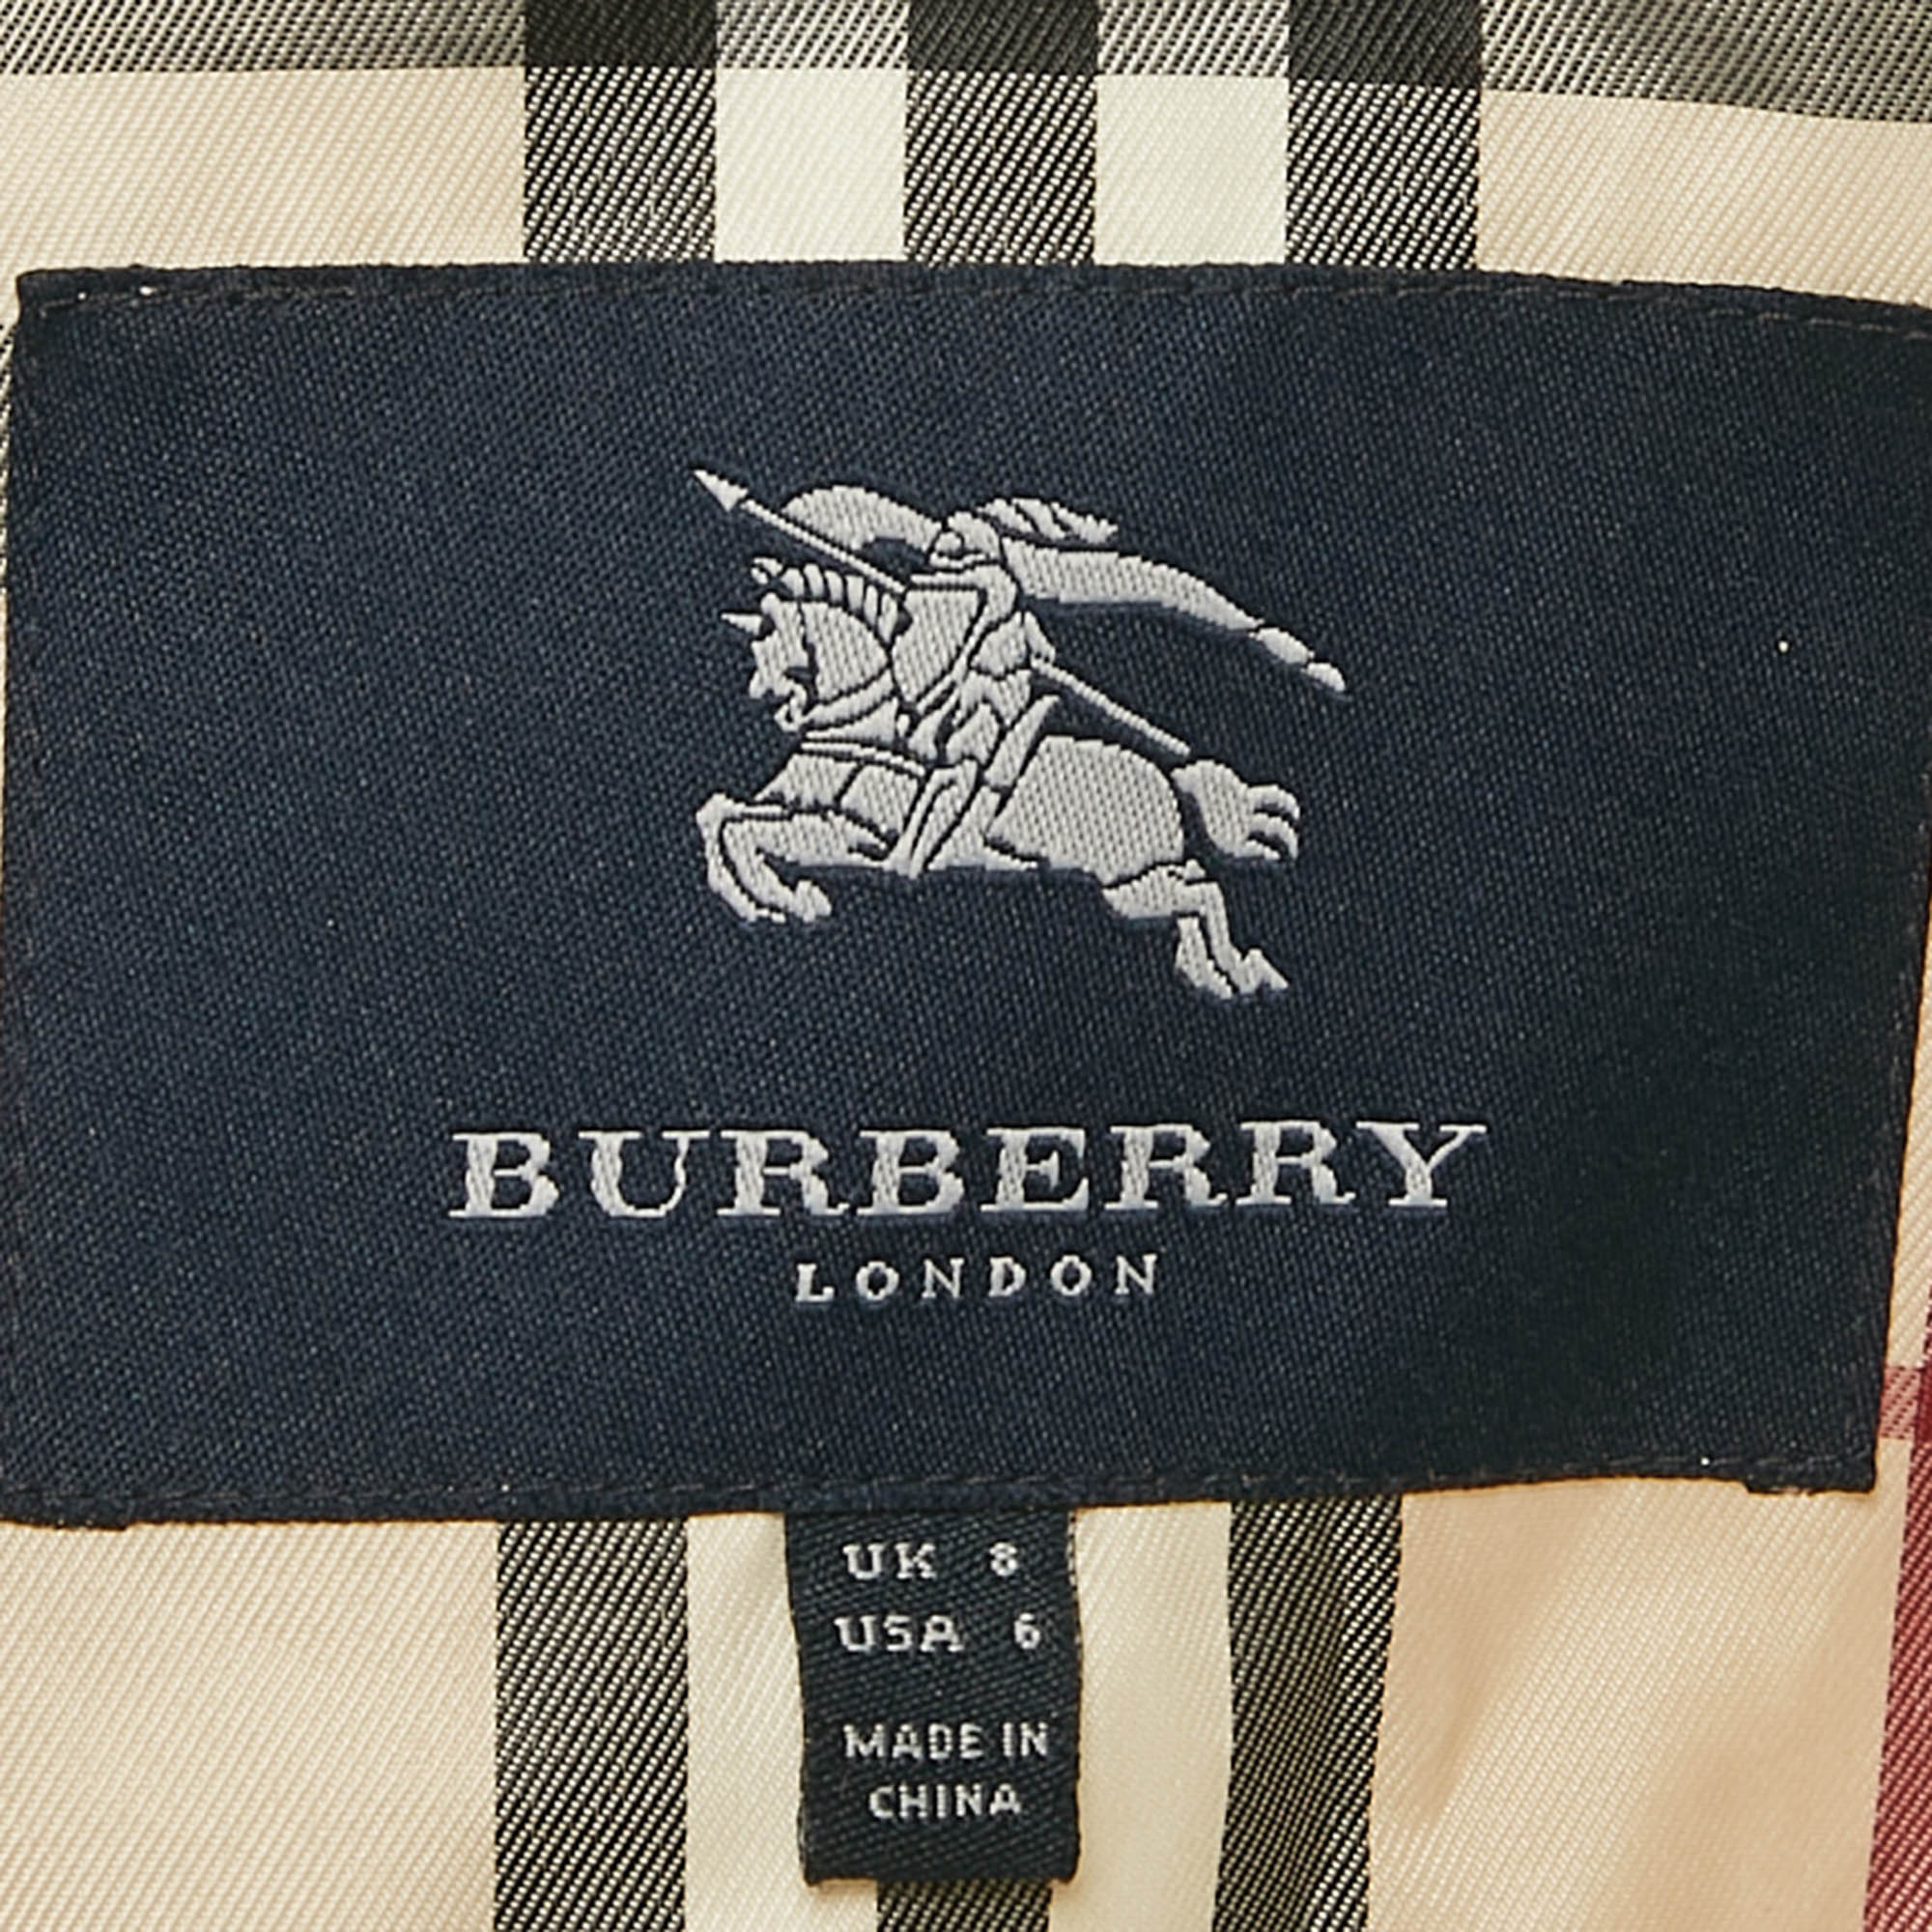 BURBERRY
LONDON
UK 8
USA 6
MADE IN
CHINA